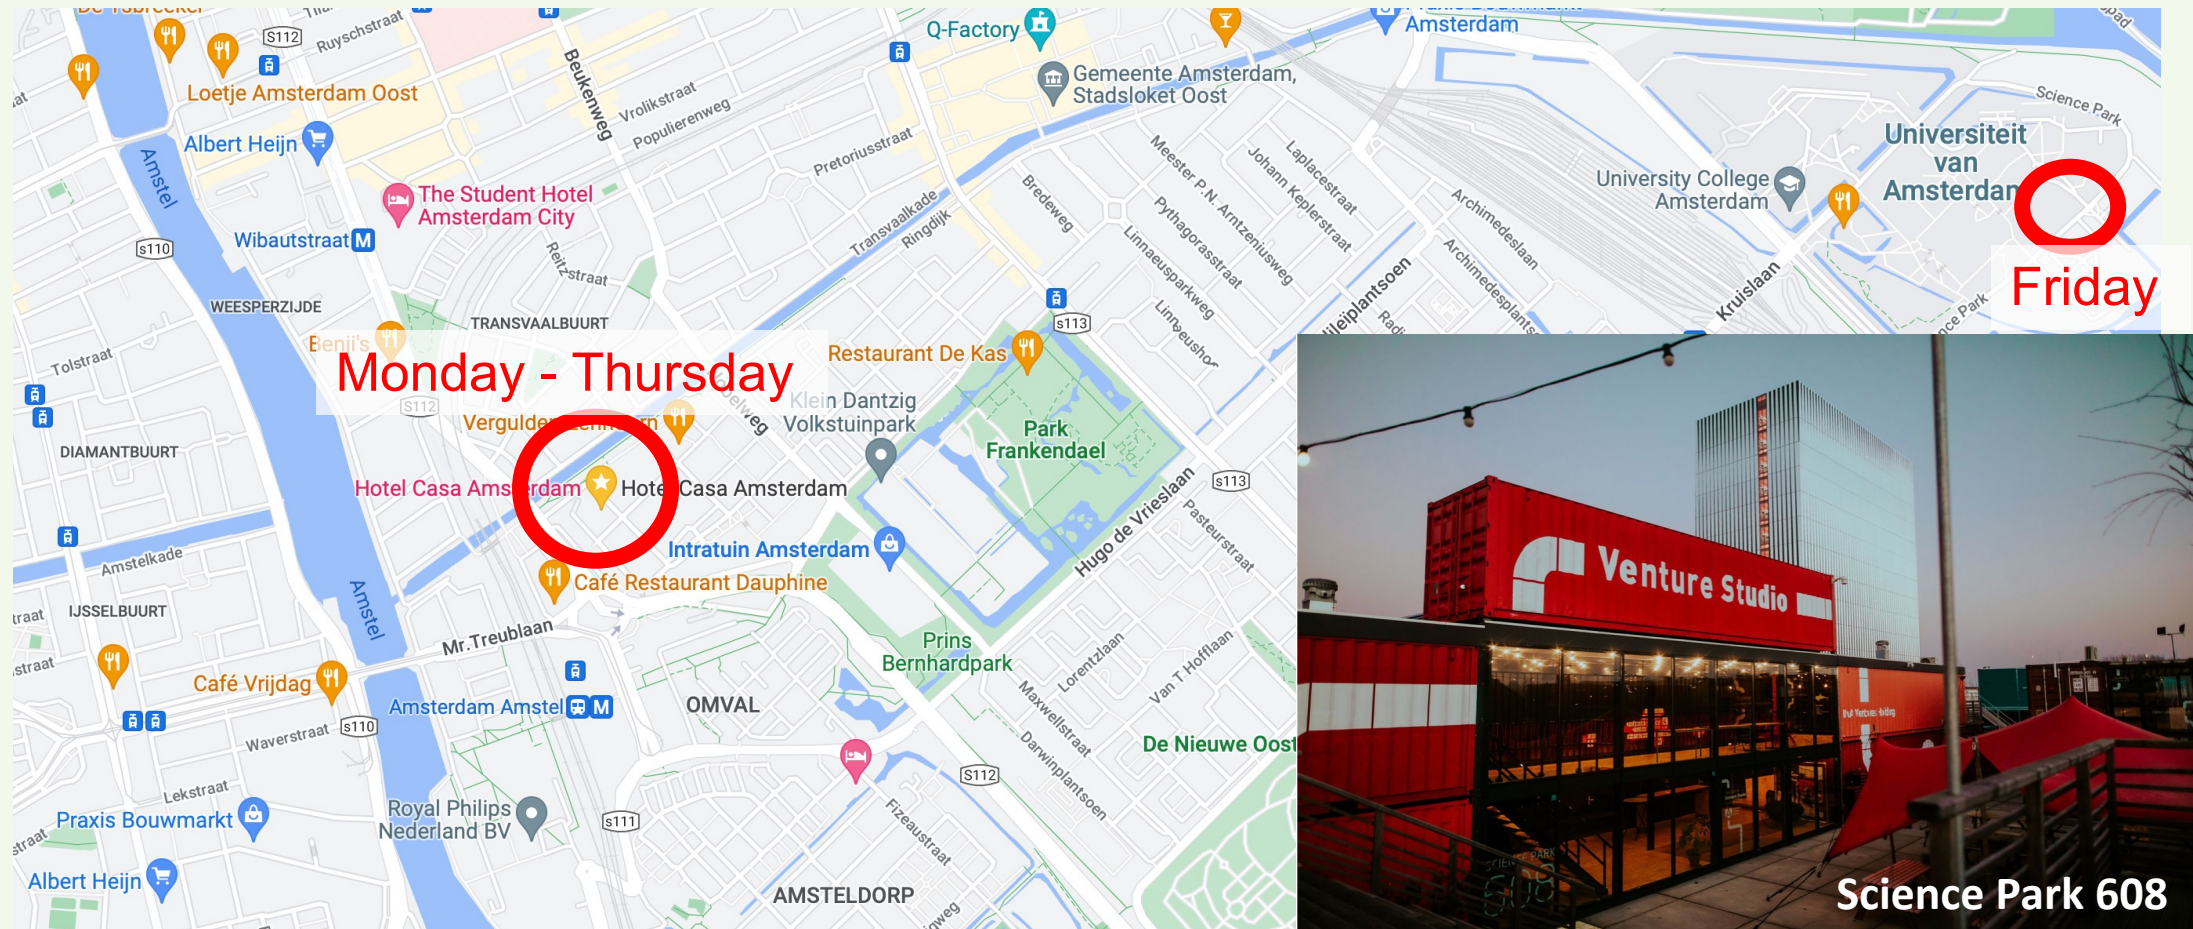 De Ysbreeker
S112
Ruyschstraat
Loetje Amsterdam Oost
Albert Heijn
Amstel
The Student Hotel
Amsterdam City
Wibautstraat
M
s110
WEESPERZIJDE
Beukenweg
Vrolikstraat
Populierenweg
Pretoriusstraat
Transvaalkade
Ringdijk
Reitzstraat
TRANSVAALBUURT
Q-Factory
Gemeente Amsterdam,
Stadsloket Oost
Amsterdam
Meester P.N. Arntzeniusweg
Johann Keplerstraat
Laplacestraat
Bredeweg
Pythagorasstraat
Linnaeusparkweg
Archimedeslaan
University College
Amsterdam
Universiteit
van
Amsterdam
Science Park
Kruislaan
Friday
Tolstraat
Monday - Thursday
S112
s113
Restaurant De Kas
Klein Dantzig
Volkstuinpark
Park
Frankendael
DIAMANTBUURT
Hotel Casa Amsterdam
Hotel Casa Amsterdam
s113
Hugo de Vrieslaan
Pasteurstraat
Intratuin Amsterdam
Café Restaurant Dauphine
Amstelkade
Amstel
IJSSELBUURT
Mr.Treublaan
Prins
Bernhardpark
Lorentzlaan
Van T.Hofflaan
Maxwellstraat
Darwinplantsoen
Café Vrijdag
Amsterdam Amstel
M
OMVAL
De Nieuwe Oost
Waverstraat
s110
S112
Lekstraat
Praxis Bouwmarkt
Royal Philips
Nederland BV
s111
Fizeaustraat
Albert Heijn
AMSTELDORP
Venture Studio
SCIENCE PARK
608
Science Park 608